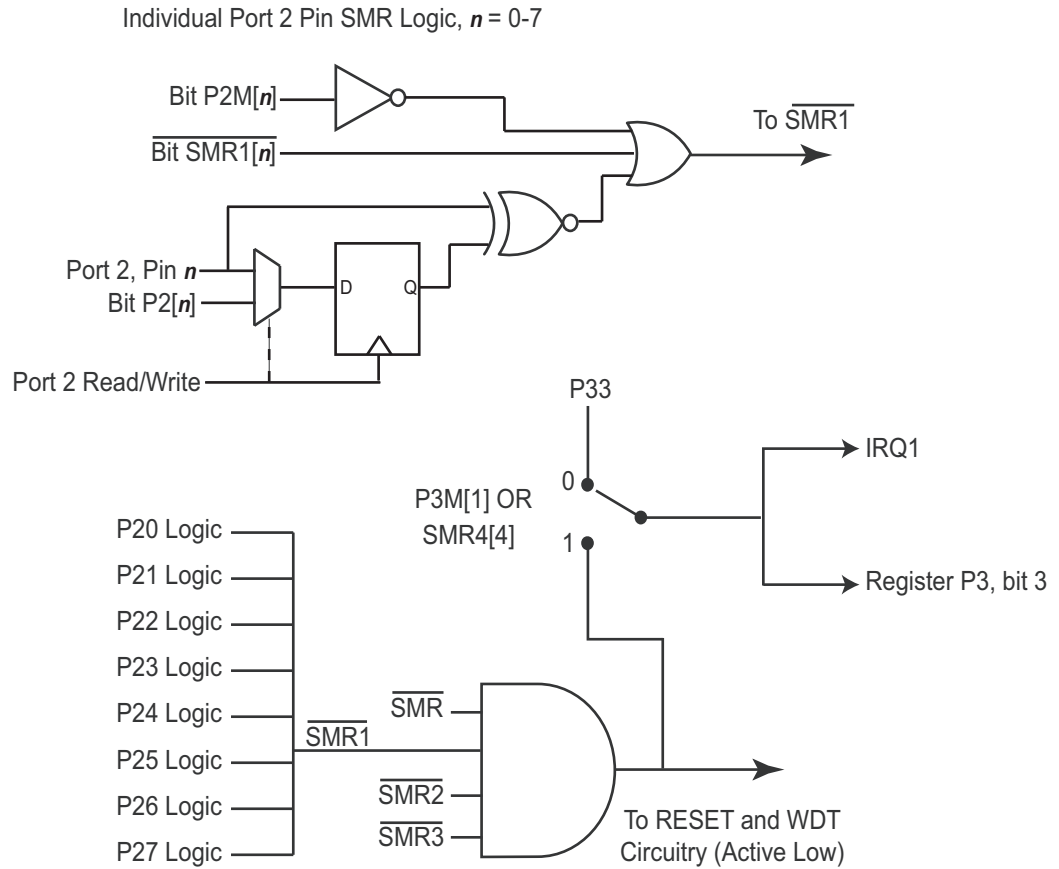 Individual Port 2 Pin SMR Logic, n = 0-7
Bit P2M[n]
Bit SMR1[n]
To SMR1
Port 2, Pin n
Bit P2[n]
D
Q
Port 2 Read/Write
P33
0
P3M[1] OR
SMR4[4]
1
IRQ1
Register P3, bit 3
P20 Logic
P21 Logic
P22 Logic
P23 Logic
P24 Logic
P25 Logic
P26 Logic
P27 Logic
SMR1
SMR
SMR2
SMR3
To RESET and WDT
Circuitry (Active Low)